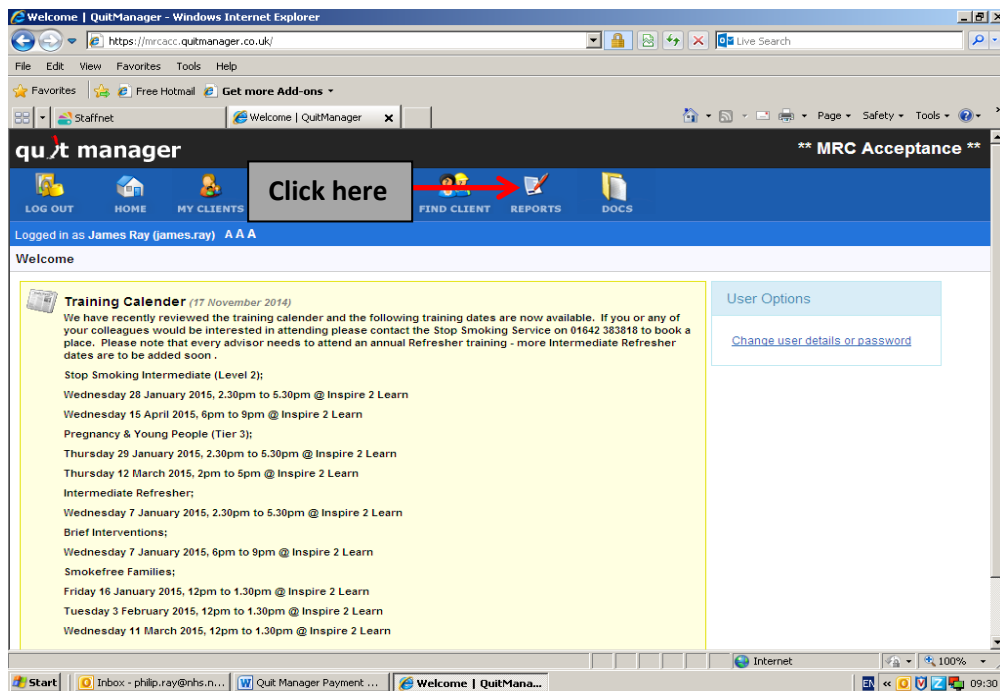 Welcome | QuitManager - Windows Internet Explorer
https://mrcacc.quitmanager.co.uk/
Live Search
File Edit View Favorites Tools Help
Favorites Free Hotmail Get more Add-ons
Staffnet Welcome | QuitManager Page Safety Tools
quit manager ** MRC Acceptance **
Click here
LOG OUT HOME MY CLIENTS FIND CLIENT REPORTS DOCS
Logged in as James Ray (james.ray) A A A
Welcome
Training Calender (17 November 2014)
We have recently reviewed the training calender and the following training dates are now available. If you or any of
your colleagues would be interested in attending please contact the Stop Smoking Service on 01642 383818 to book a
place. Please note that every advisor needs to attend an annual Refresher training - more Intermediate Refresher
dates are to be added soon .
Stop Smoking Intermediate (Level 2);
Wednesday 28 January 2015, 2.30pm to 5.30pm @ Inspire 2 Learn
Wednesday 15 April 2015, 6pm to 9pm @ Inspire 2 Learn
Pregnancy & Young People (Tier 3);
Thursday 29 January 2015, 2.30pm to 5.30pm @ Inspire 2 Learn
Thursday 12 March 2015, 2pm to 5pm @ Inspire 2 Learn
Intermediate Refresher;
Wednesday 7 January 2015, 2.30pm to 5.30pm @ Inspire 2 Learn
Brief Interventions;
Wednesday 7 January 2015, 6pm to 9pm @ Inspire 2 Learn
Smokefree Families;
Friday 16 January 2015, 12pm to 1.30pm @ Inspire 2 Learn
Tuesday 3 February 2015, 12pm to 1.30pm @ Inspire 2 Learn
Wednesday 11 March 2015, 12pm to 1.30pm @ Inspire 2 Learn
User Options
Change user details or password
Internet 100%
Start Inbox - philip.ray@nhs.n... Quit Manager Payment ... Welcome | QuitMana... EN 09:30